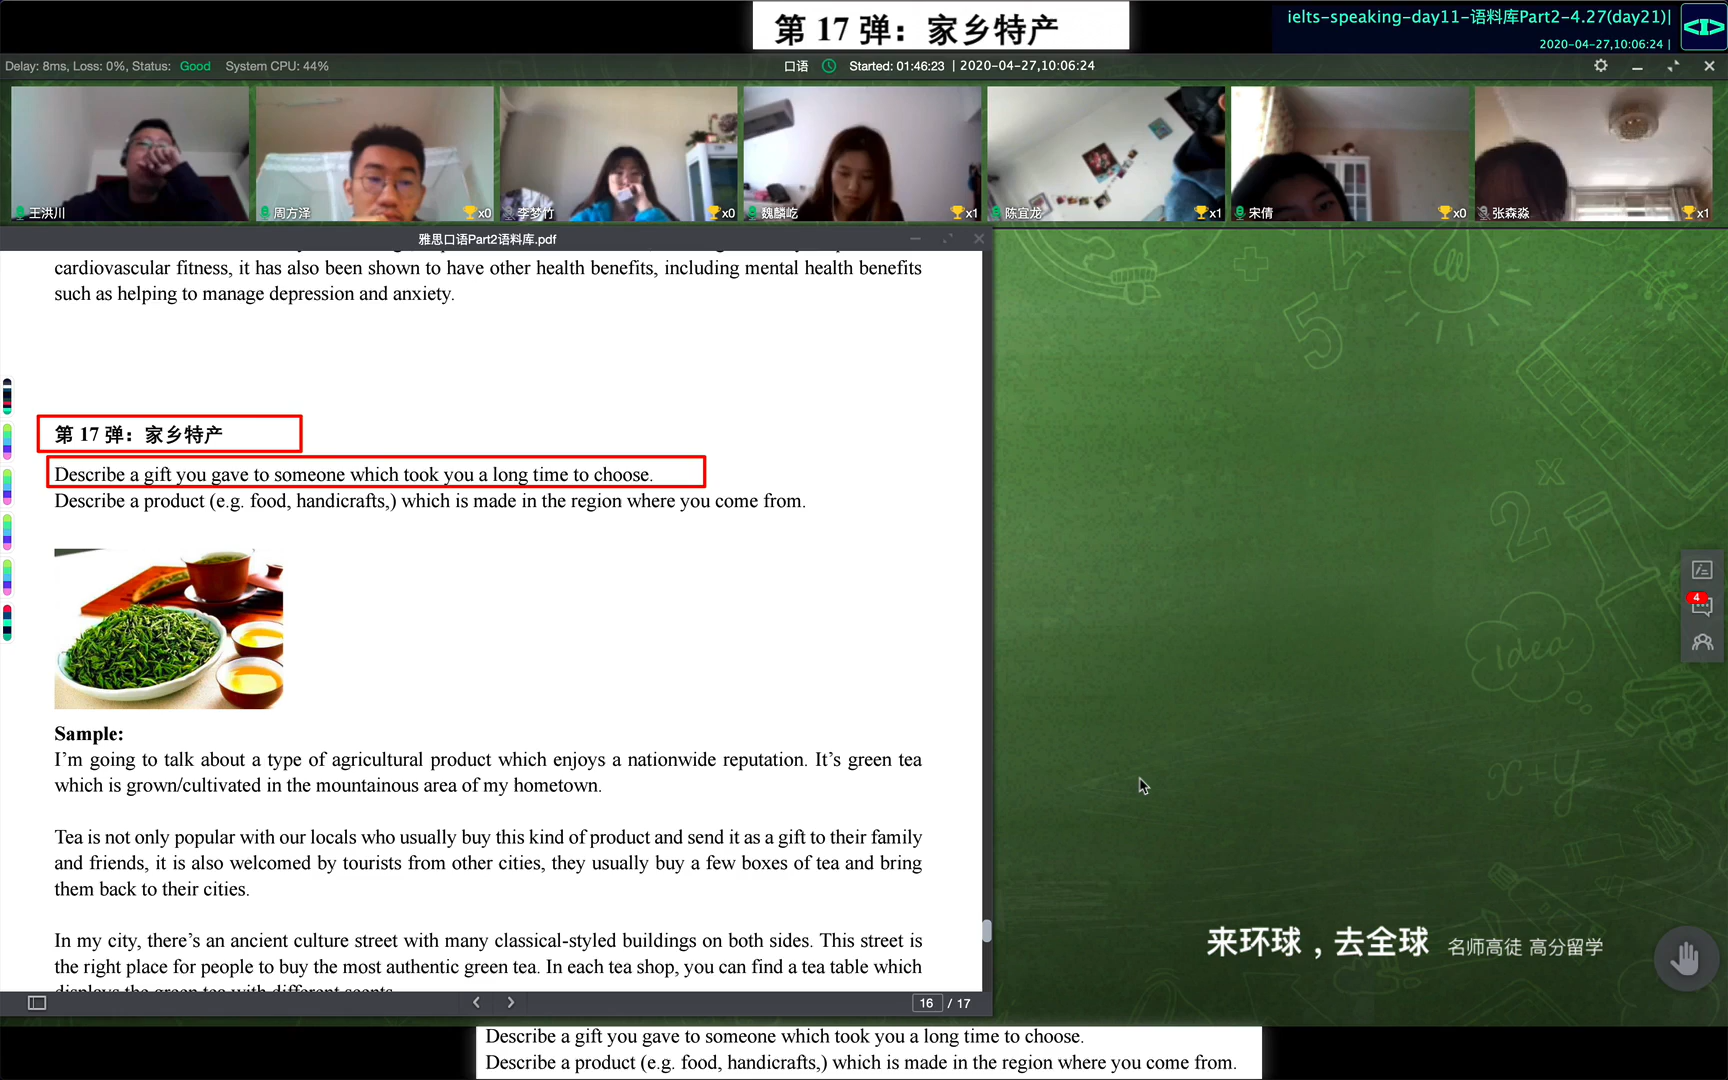 第 17 弹：家乡特产
ielts-speaking-day11-语料库Part2-4.27(day21)|
2020-04-27,10:06:24 |
Delay: 8ms, Loss: 0%, Status: Good System CPU: 44%
口语 Started: 01:46:23 | 2020-04-27,10:06:24
王洪川
周方泽 x0
李梦竹 x0
魏麟屹 x1
陈宜龙 x1
宋倩 x0
张森淼 x1
雅思口语Part2语料库.pdf
cardiovascular fitness, it has also been shown to have other health benefits, including mental health benefits
such as helping to manage depression and anxiety.
第 17 弹：家乡特产
Describe a gift you gave to someone which took you a long time to choose.
Describe a product (e.g. food, handicrafts,) which is made in the region where you come from.
Sample:
I’m going to talk about a type of agricultural product which enjoys a nationwide reputation. It’s green tea
which is grown/cultivated in the mountainous area of my hometown.
Tea is not only popular with our locals who usually buy this kind of product and send it as a gift to their family
and friends, it is also welcomed by tourists from other cities, they usually buy a few boxes of tea and bring
them back to their cities.
In my city, there’s an ancient culture street with many classical-styled buildings on both sides. This street is
the right place for people to buy the most authentic green tea. In each tea shop, you can find a tea table which
displays the green tea with different scents.
16 / 17
5
2
x
Idea
x+y=
4
来环球，去全球 名师高徒 高分留学
Describe a gift you gave to someone which took you a long time to choose.
Describe a product (e.g. food, handicrafts,) which is made in the region where you come from.